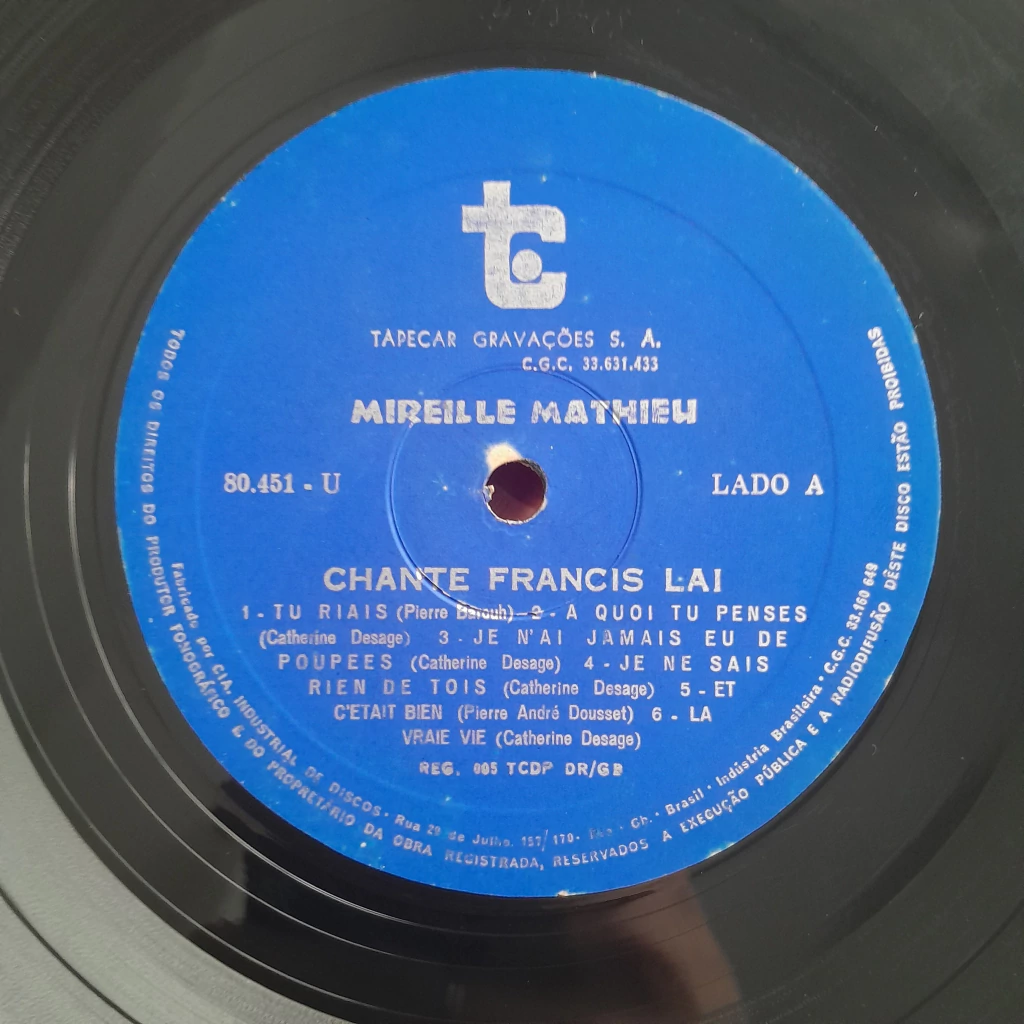 tc
TAPECAR GRAVAÇÕES S. A.
C.G.C. 33.631.433
MIREILLE MATHIEU
80.451 - U
LADO A
CHANTE FRANCIS LAI
1 - TU RIAIS (Pierre Barouh) - 2 - A QUOI TU PENSES
(Catherine Desage) 3 - JE N'AI JAMAIS EU DE
POUPEES (Catherine Desage) 4 - JE NE SAIS
RIEN DE TOIS (Catherine Desage) 5 - ET
C'ETAIT BIEN (Pierre André Dousset) 6 - LA
VRAIE VIE (Catherine Desage)
REG. 005 TCDP DR/GB
Fabricado por CIA. INDUSTRIAL DE DISCOS · Rua 29 de Julho, 157/170 · Gb. · Brasil · Indústria Brasileira · C.G.C. 33.160 649
TODOS OS DIREITOS DO PRODUTOR FONOGRÁFICO E DO PROPRIETÁRIO DA OBRA REGISTRADA, RESERVADOS A EXECUÇÃO PÚBLICA E A RADIODIFUSÃO DÊSTE DISCO ESTÃO PROIBIDAS